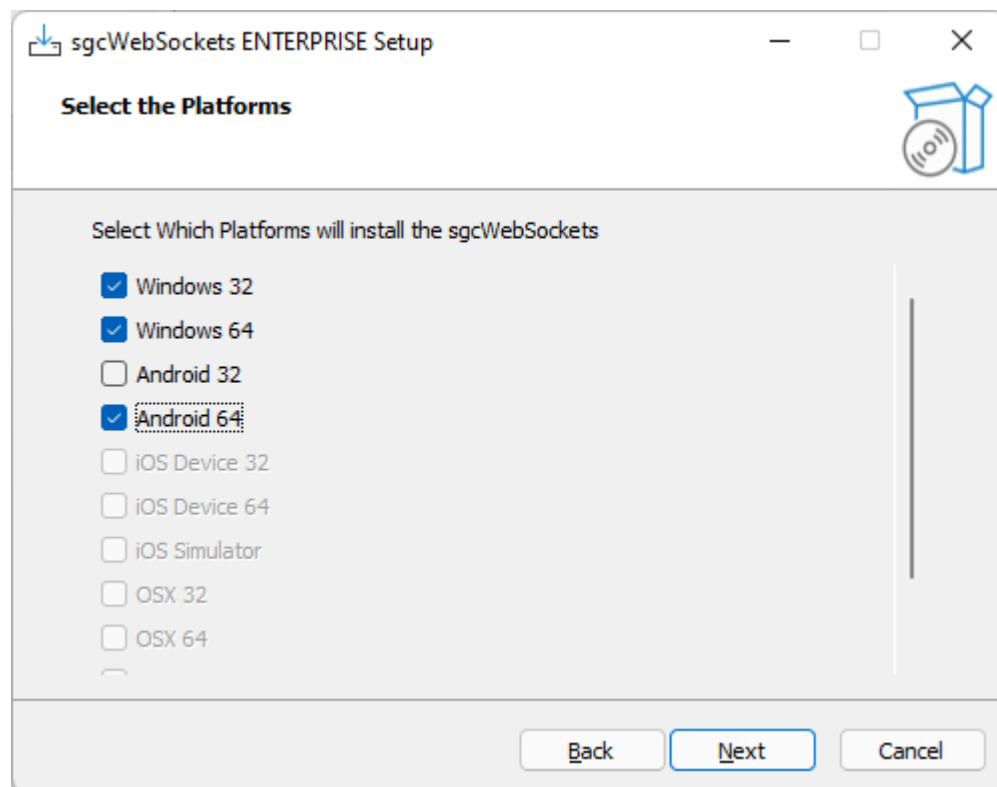 sgcWebSockets ENTERPRISE Setup
Select the Platforms
Select Which Platforms will install the sgcWebSockets
Windows 32
Windows 64
Android 32
Android 64
iOS Device 32
iOS Device 64
iOS Simulator
OSX 32
OSX 64
Back
Next
Cancel